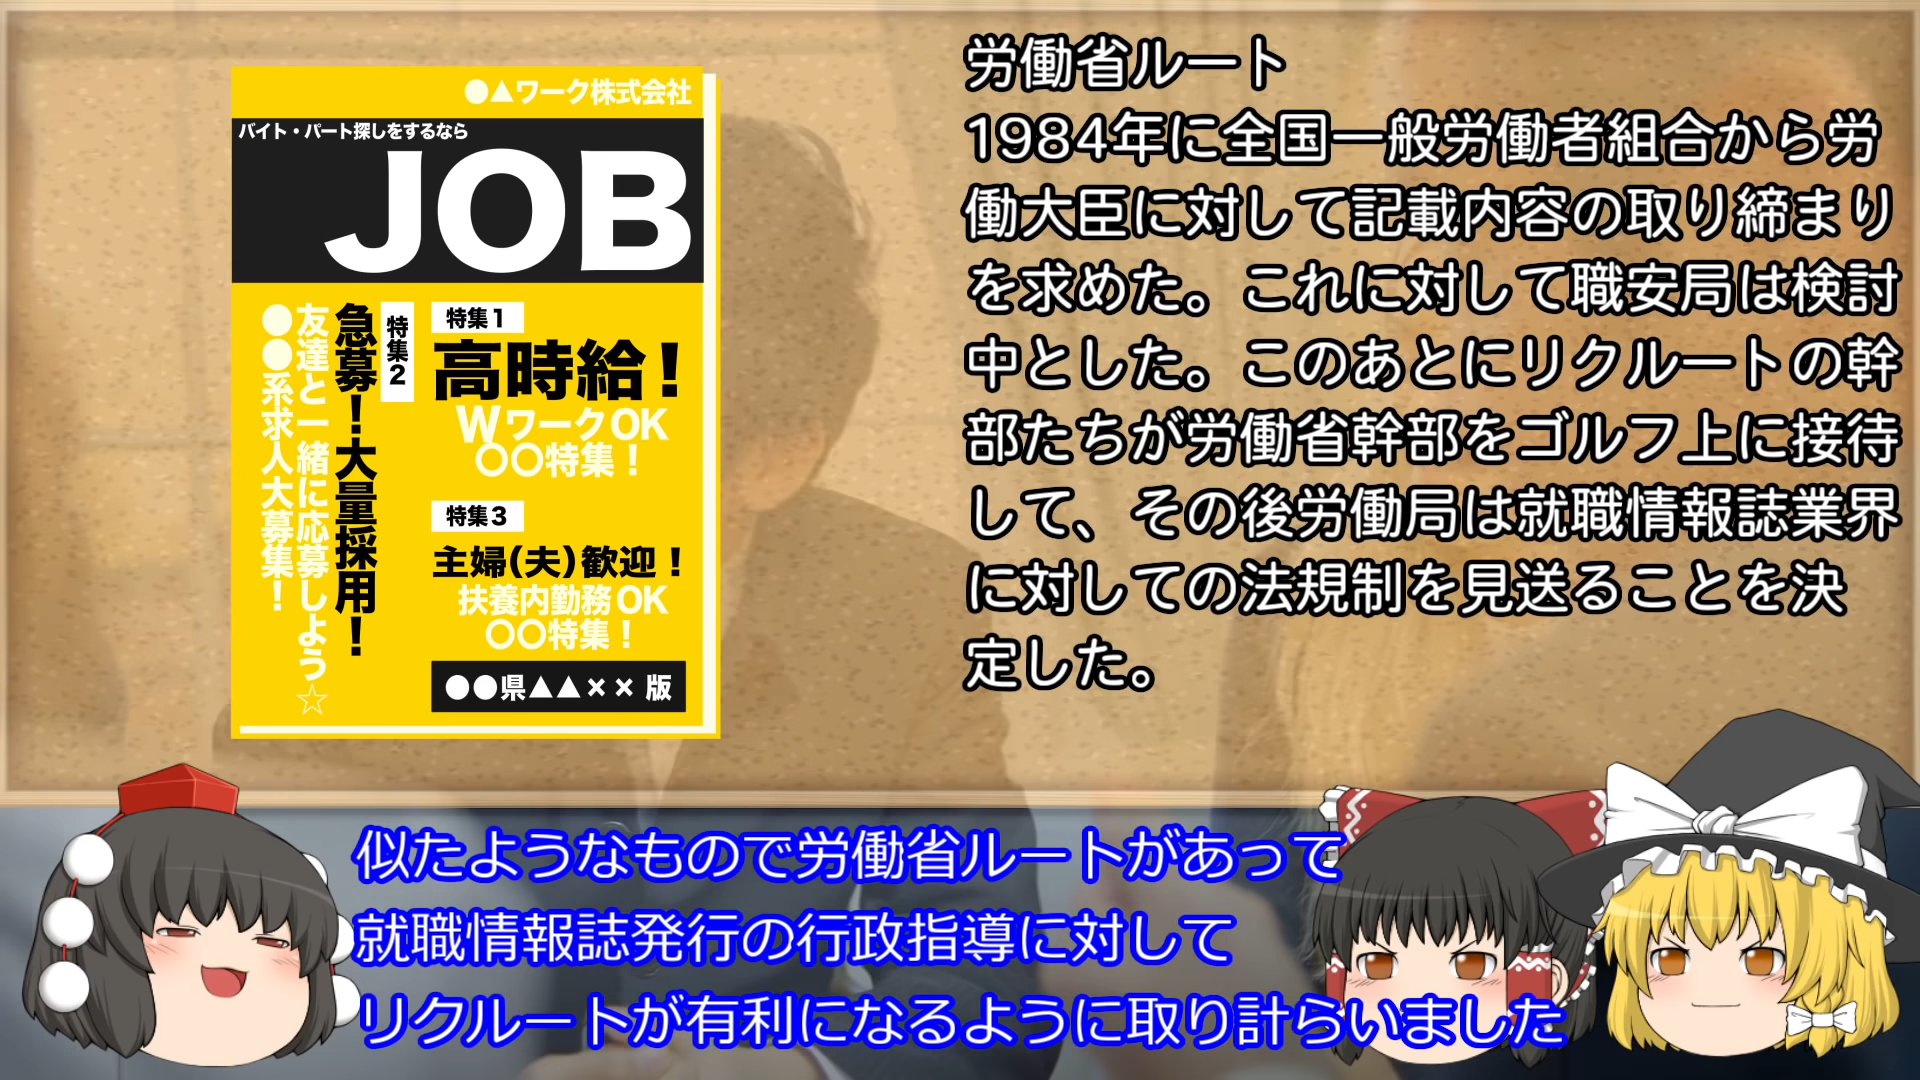 ●▲ワーク株式会社
バイト・パート探しをするなら
JOB
特集1
高時給！
WワークOK
〇〇特集！
特集2
急募！大量採用！
友達と一緒に応募しよう☆
●●系求人大募集！
特集3
主婦(夫)歓迎！
扶養内勤務OK
〇〇特集！
●●県▲▲××版
労働省ルート
1984年に全国一般労働者組合から労
働大臣に対して記載内容の取り締まり
を求めた。これに対して職安局は検討
中とした。このあとにリクルートの幹
部たちが労働省幹部をゴルフ上に接待
して、その後労働局は就職情報誌業界
に対しての法規制を見送ることを決
定した。
似たようなもので労働省ルートがあって
就職情報誌発行の行政指導に対して
リクルートが有利になるように取り計らいました